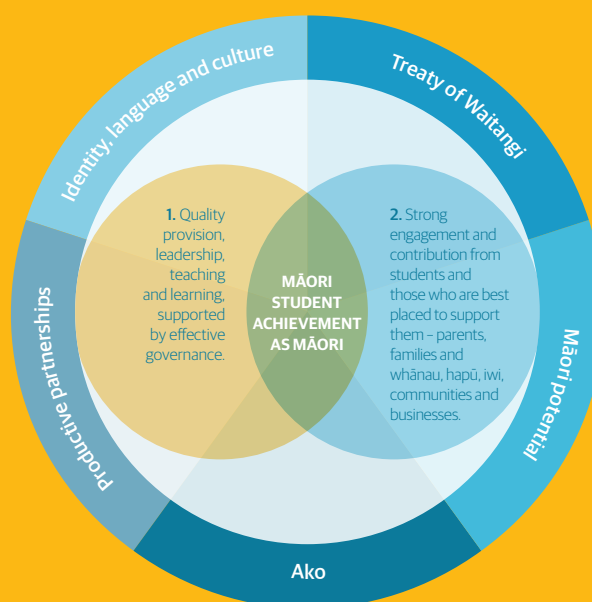 Identity, language and culture
Treaty of Waitangi
1. Quality
provision,
leadership,
teaching
and learning,
supported
by effective
governance.
MĀORI
STUDENT
ACHIEVEMENT
AS MĀORI
2. Strong
engagement and
contribution from
students and
those who are best
placed to support
them – parents,
families and
whānau, hapū, iwi,
communities and
businesses.
Productive partnerships
Māori potential
Ako